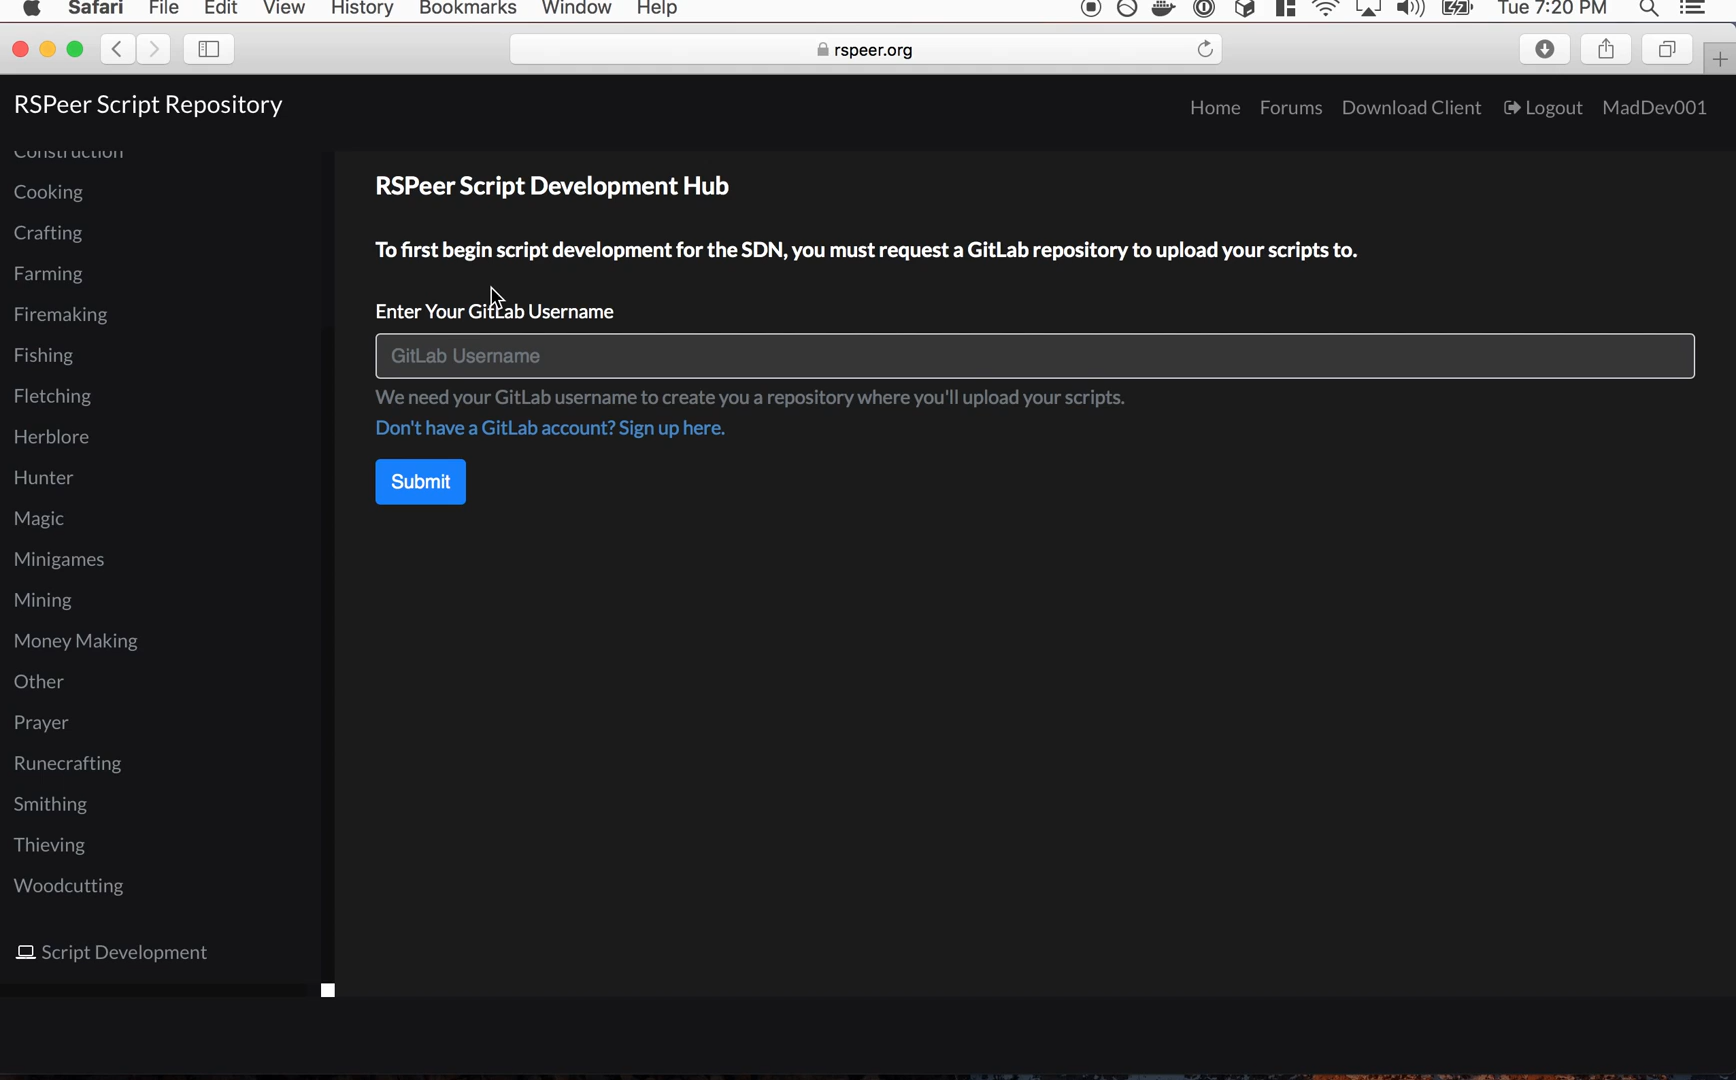 Safari File Edit View History Bookmarks Window Help Tue 7:20 PM
rspeer.org
RSPeer Script Repository
Home Forums Download Client Logout MadDev001
Construction
Cooking
Crafting
Farming
Firemaking
Fishing
Fletching
Herblore
Hunter
Magic
Minigames
Mining
Money Making
Other
Prayer
Runecrafting
Smithing
Thieving
Woodcutting
Script Development
RSPeer Script Development Hub
To first begin script development for the SDN, you must request a GitLab repository to upload your scripts to.
Enter Your GitLab Username
GitLab Username
We need your GitLab username to create you a repository where you'll upload your scripts.
Don't have a GitLab account? Sign up here.
Submit